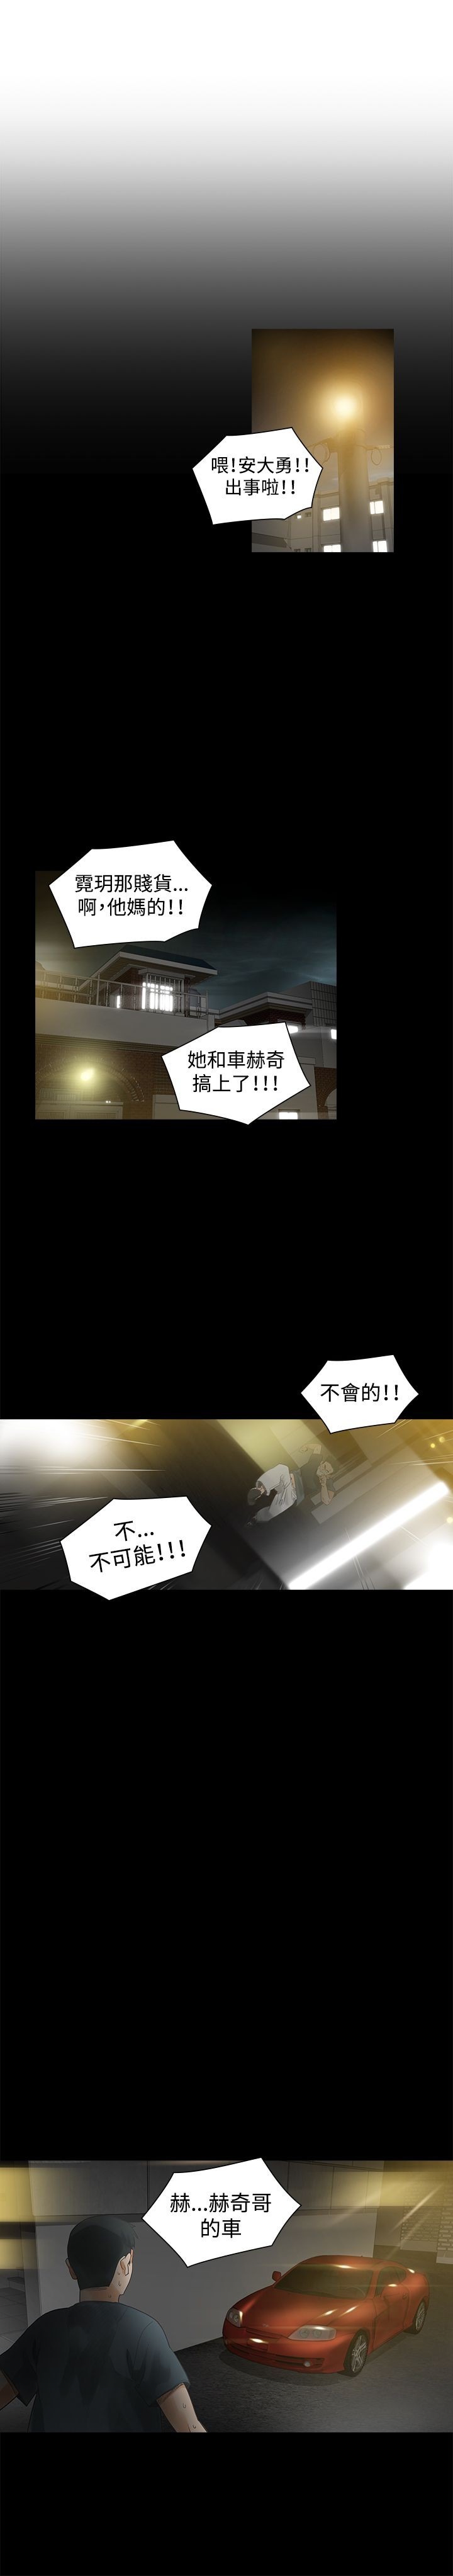 喂！安大勇！！
出事啦！！
霓玥那賤貨...
啊，他媽的！！
她和車赫奇
搞上了！！！
不會的！！
不...
不可能！！！
赫...赫奇哥
的車